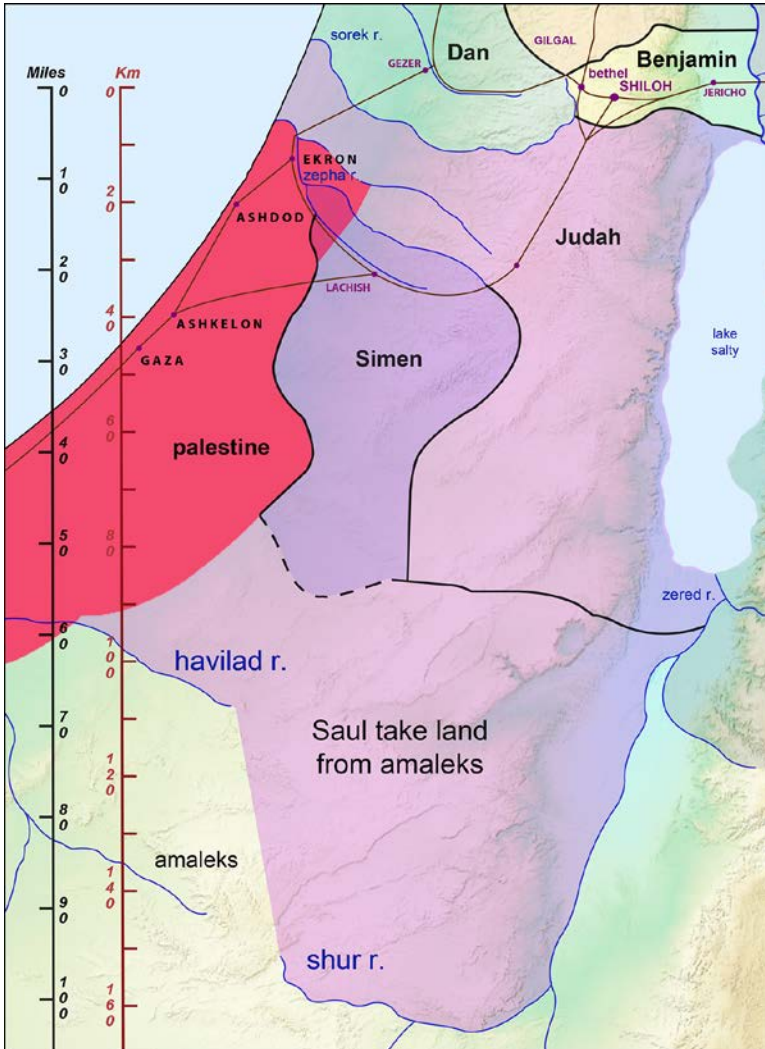 sorek r.
Dan
GILGAL
Benjamin
GEZER
bethel
SHILOH
JERICHO
Miles
Km
0
0
EKRON
zepha r.
10
20
ASHDOD
Judah
20
LACHISH
40
ASHKELON
lake
salty
30
GAZA
Simen
60
40
palestine
50
80
zered r.
60
100
havilad r.
70
Saul take land
from amaleks
120
80
amaleks
140
90
shur r.
100
160